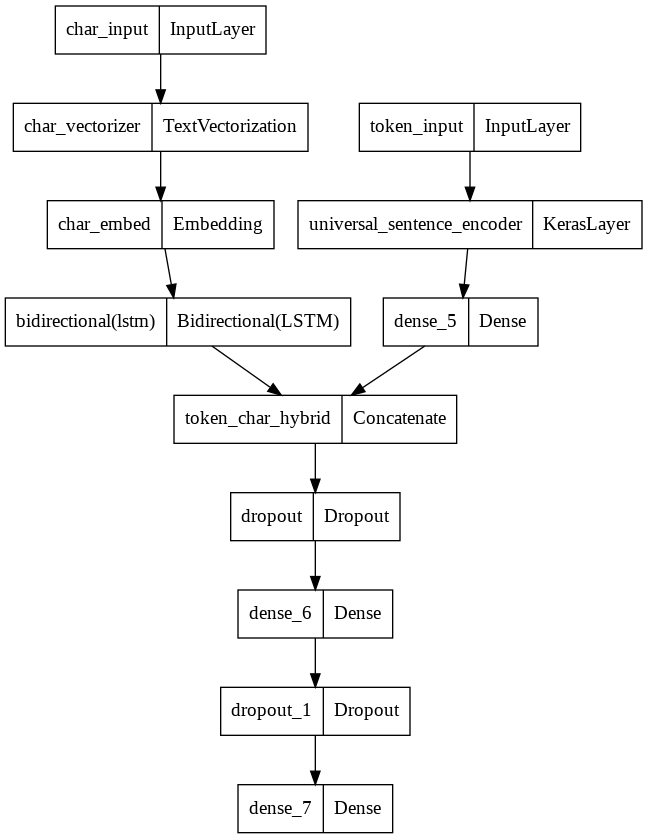 char_input InputLayer
char_vectorizer TextVectorization
token_input InputLayer
char_embed Embedding
universal_sentence_encoder KerasLayer
bidirectional(lstm) Bidirectional(LSTM)
dense_5 Dense
token_char_hybrid Concatenate
dropout Dropout
dense_6 Dense
dropout_1 Dropout
dense_7 Dense